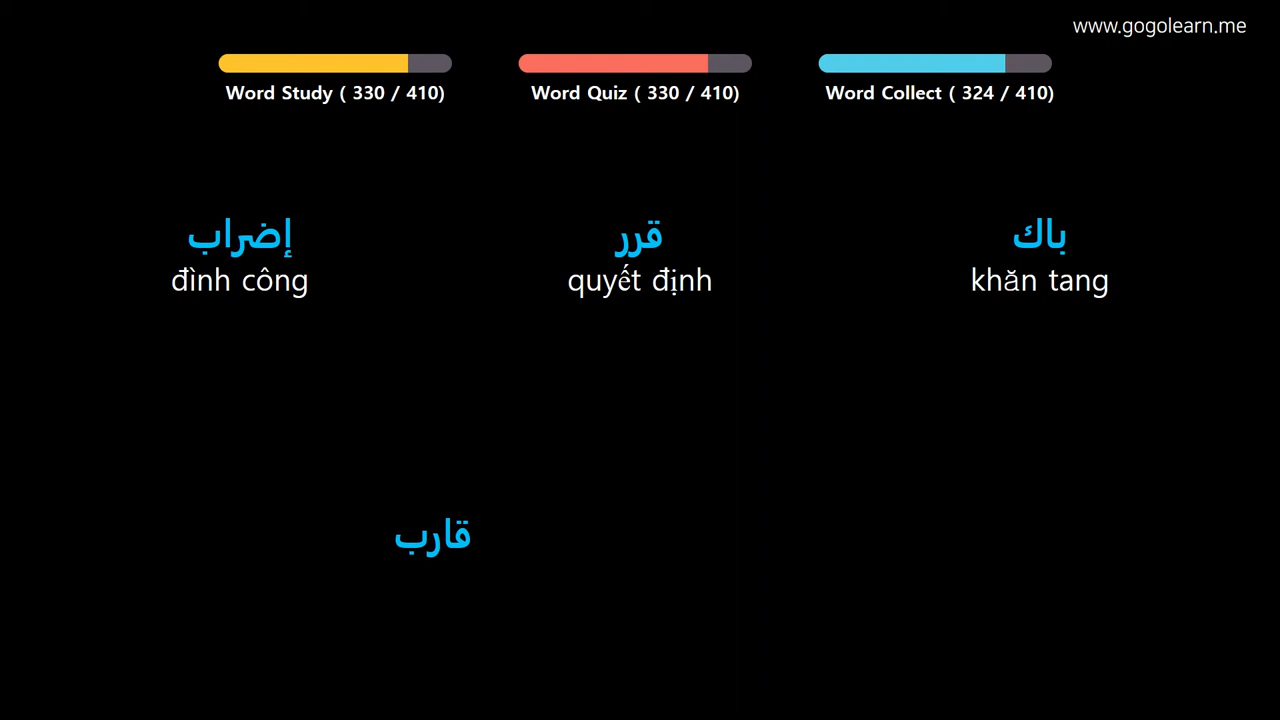 www.gogolearn.me
Word Study ( 330 / 410)
Word Quiz ( 330 / 410)
Word Collect ( 324 / 410)
إضراب
đình công
قرر
quyết định
باك
khăn tang
قارب